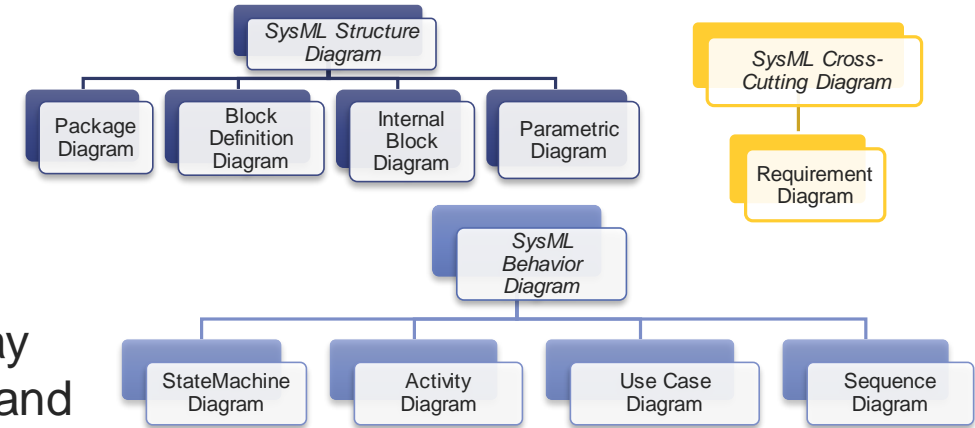 SysML Structure
Diagram
Package
Diagram
Block
Definition
Diagram
Internal
Block
Diagram
Parametric
Diagram
SysML Cross-
Cutting Diagram
Requirement
Diagram
SysML
Behavior
Diagram
StateMachine
Diagram
Activity
Diagram
Use Case
Diagram
Sequence
Diagram
and